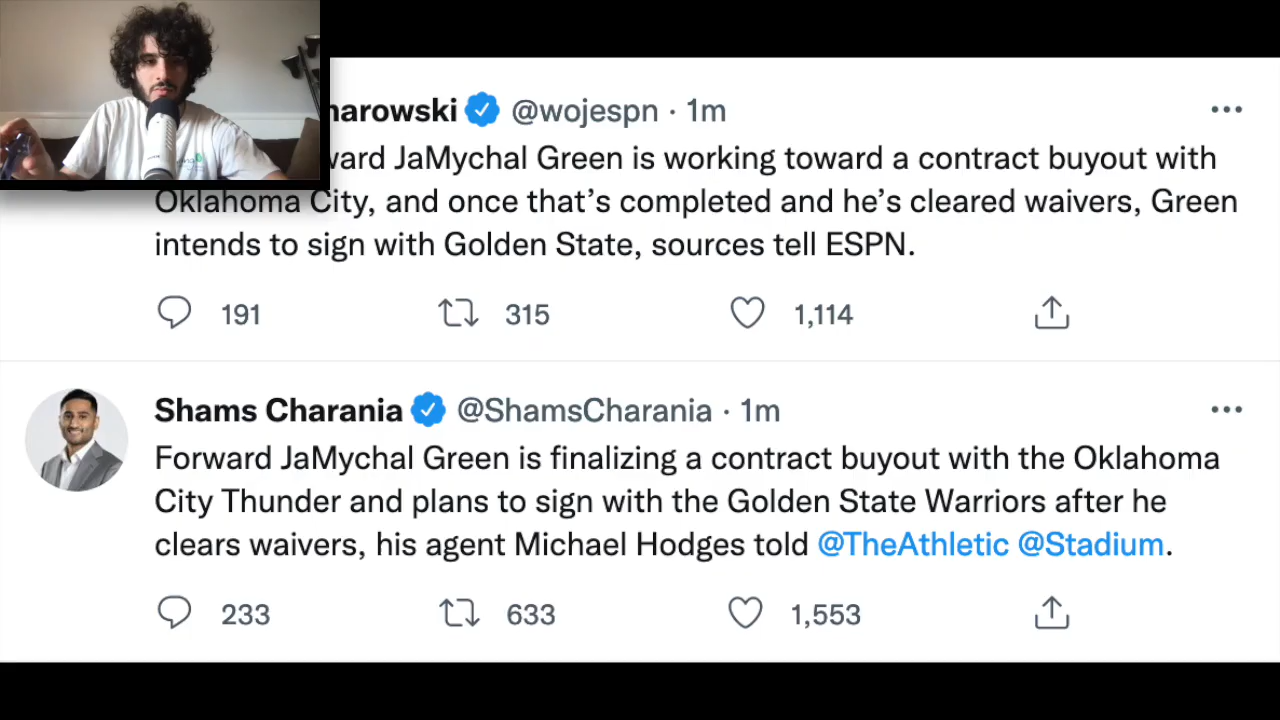 narowski @wojespn · 1m
ward JaMychal Green is working toward a contract buyout with
Oklahoma City, and once that’s completed and he’s cleared waivers, Green
intends to sign with Golden State, sources tell ESPN.
191 315 1,114
Shams Charania @ShamsCharania · 1m
Forward JaMychal Green is finalizing a contract buyout with the Oklahoma
City Thunder and plans to sign with the Golden State Warriors after he
clears waivers, his agent Michael Hodges told @TheAthletic @Stadium.
233 633 1,553